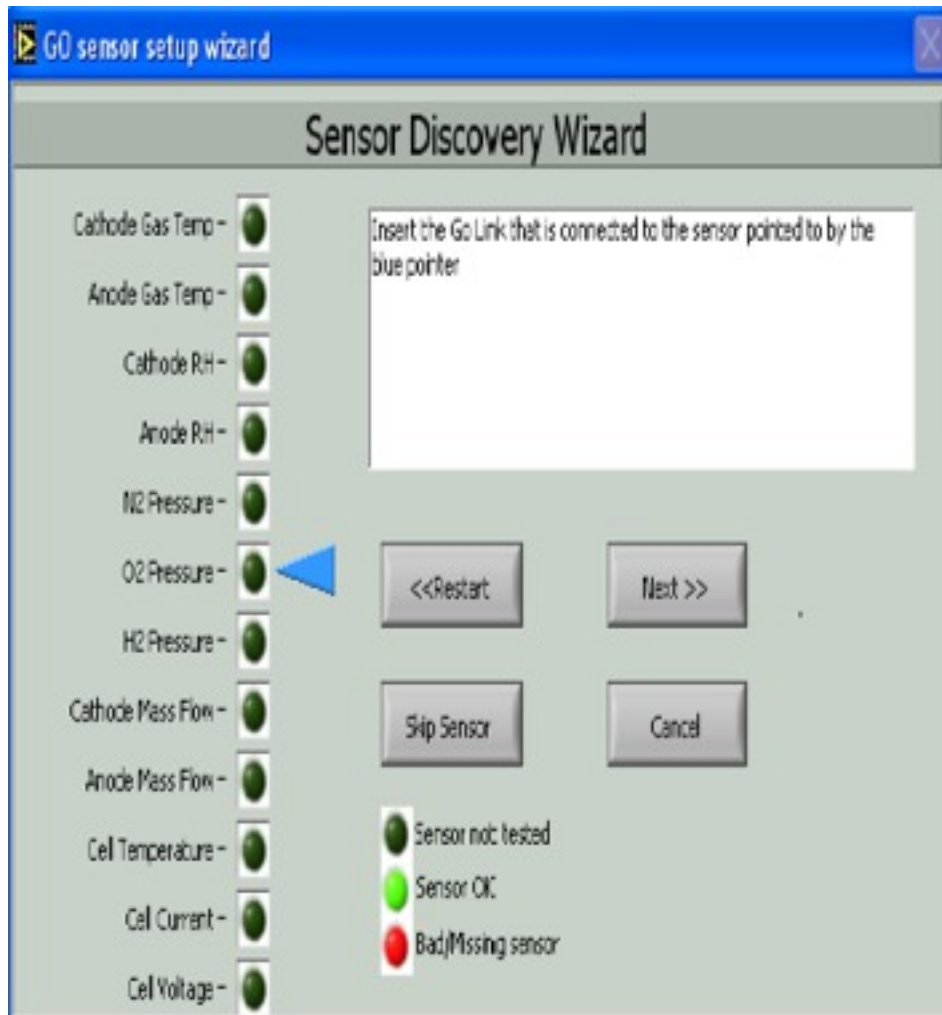 GO sensor setup wizard
Sensor Discovery Wizard
Cathode Gas Temp -
Anode Gas Temp -
Cathode RH -
Anode RH -
N2 Pressure -
O2 Pressure -
H2 Pressure -
Cathode Mass Flow -
Anode Mass Flow -
Cell Temperature -
Cell Current -
Cell Voltage -
Insert the Go Link that is connected to the sensor pointed to by the
blue pointer
<<Restart
Next >>
Skip Sensor
Cancel
Sensor not tested
Sensor OK
Bad/Missing sensor